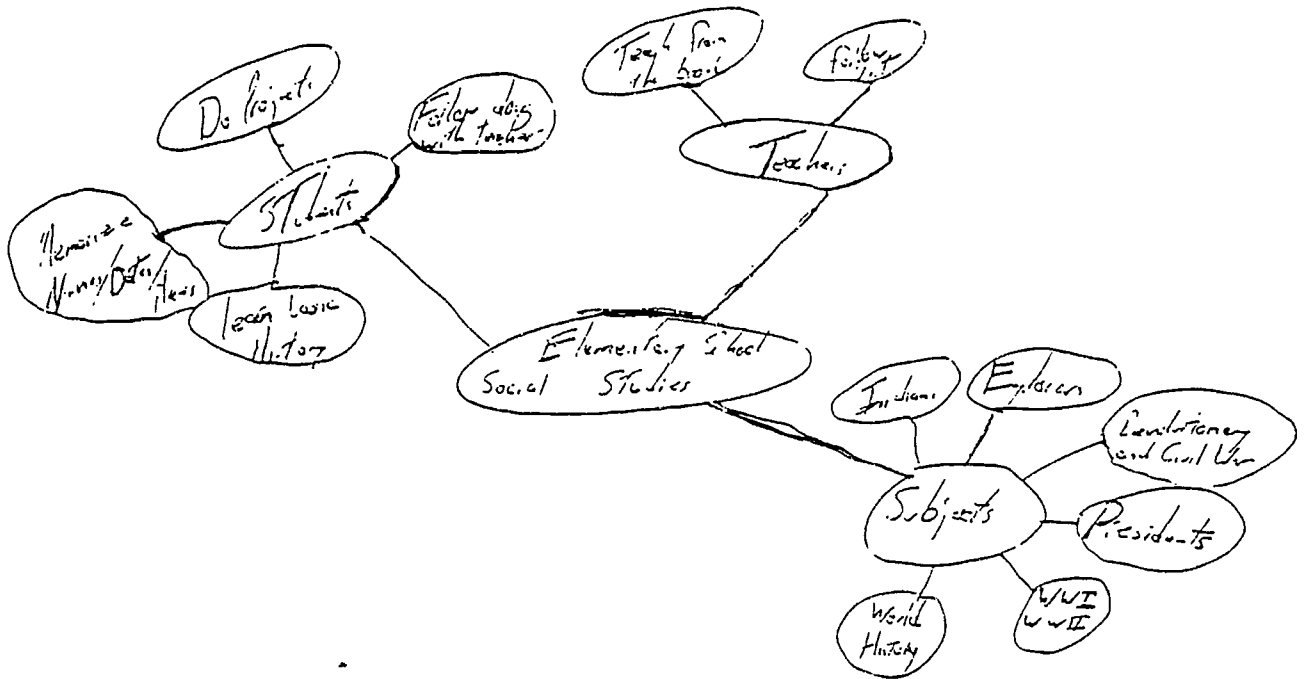 Teach from
the book
follow
Do Projects
Follow along
with teacher
Teachers
STudents
Memorize
Names/Dates/
Learn basic
History
Elementary School
Social STudies
Indians
Explorers
Revolutionary
and Civil War
Subjects
Presidents
WWI
WWII
World
History